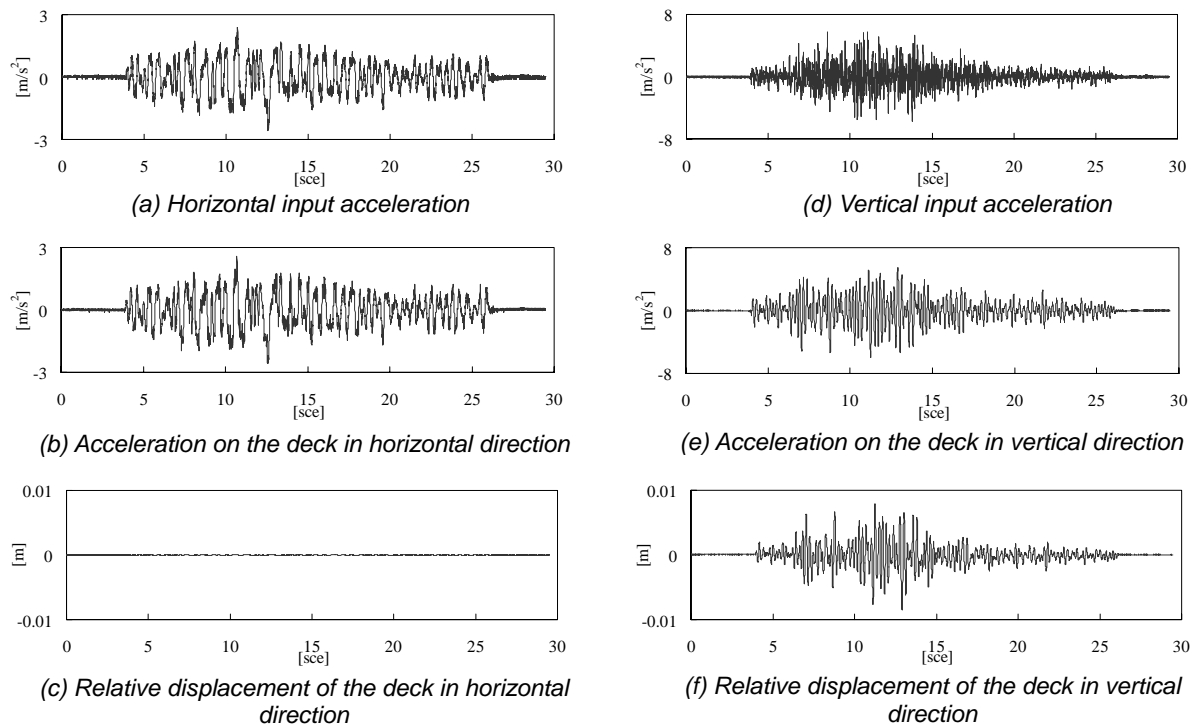 3
0
-3
[m/s²]
0 5 10 15 20 25 30
[sce]
(a) Horizontal input acceleration
8
0
-8
[m/s²]
0 5 10 15 20 25 30
[sce]
(d) Vertical input acceleration
3
0
-3
[m/s²]
0 5 10 15 20 25 30
[sce]
(b) Acceleration on the deck in horizontal direction
8
0
-8
[m/s²]
0 5 10 15 20 25 30
[sce]
(e) Acceleration on the deck in vertical direction
0.01
0
-0.01
[m]
0 5 10 15 20 25 30
[sce]
(c) Relative displacement of the deck in horizontal
direction
0.01
0
-0.01
[m]
0 5 10 15 20 25 30
[sce]
(f) Relative displacement of the deck in vertical
direction